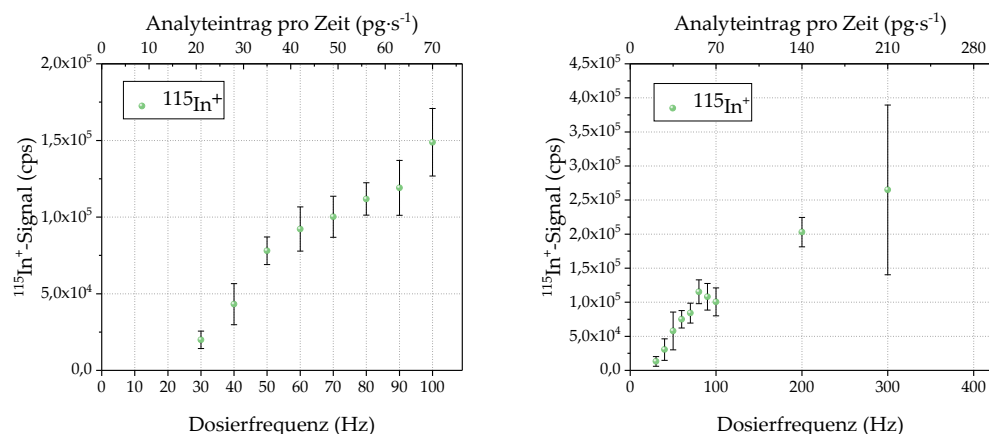 Analyteintrag pro Zeit (pg·s⁻¹)
0 10 20 30 40 50 60 70
2,0x10⁵
1,5x10⁵
1,0x10⁵
5,0x10⁴
0,0
¹¹⁵In⁺-Signal (cps)
¹¹⁵In⁺
0 10 20 30 40 50 60 70 80 90 100
Dosierfrequenz (Hz)
Analyteintrag pro Zeit (pg·s⁻¹)
0 70 140 210 280
4,5x10⁵
4,0x10⁵
3,5x10⁵
3,0x10⁵
2,5x10⁵
2,0x10⁵
1,5x10⁵
1,0x10⁵
5,0x10⁴
0,0
¹¹⁵In⁺-Signal (cps)
¹¹⁵In⁺
0 100 200 300 400
Dosierfrequenz (Hz)